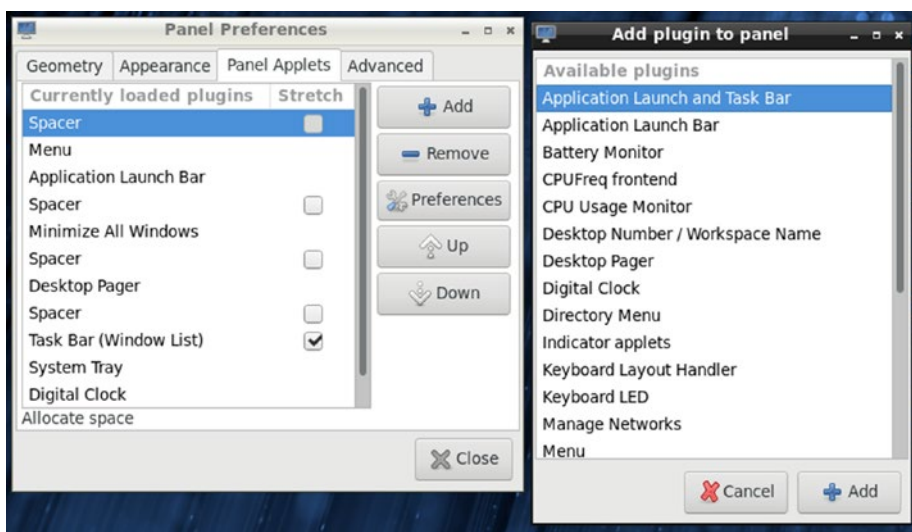 Panel Preferences
Geometry Appearance Panel Applets Advanced
Currently loaded plugins Stretch
Spacer
Menu
Application Launch Bar
Spacer
Minimize All Windows
Spacer
Desktop Pager
Spacer
Task Bar (Window List)
System Tray
Digital Clock
Allocate space
Add
Remove
Preferences
Up
Down
Close
Add plugin to panel
Available plugins
Application Launch and Task Bar
Application Launch Bar
Battery Monitor
CPUFreq frontend
CPU Usage Monitor
Desktop Number / Workspace Name
Desktop Pager
Digital Clock
Directory Menu
Indicator applets
Keyboard Layout Handler
Keyboard LED
Manage Networks
Menu
Cancel Add